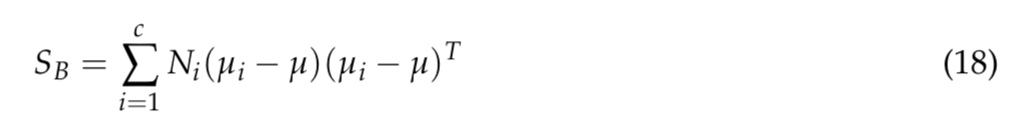 S_B = \sum_{i=1}^{c} N_i(\mu_i - \mu)(\mu_i - \mu)^T (18)